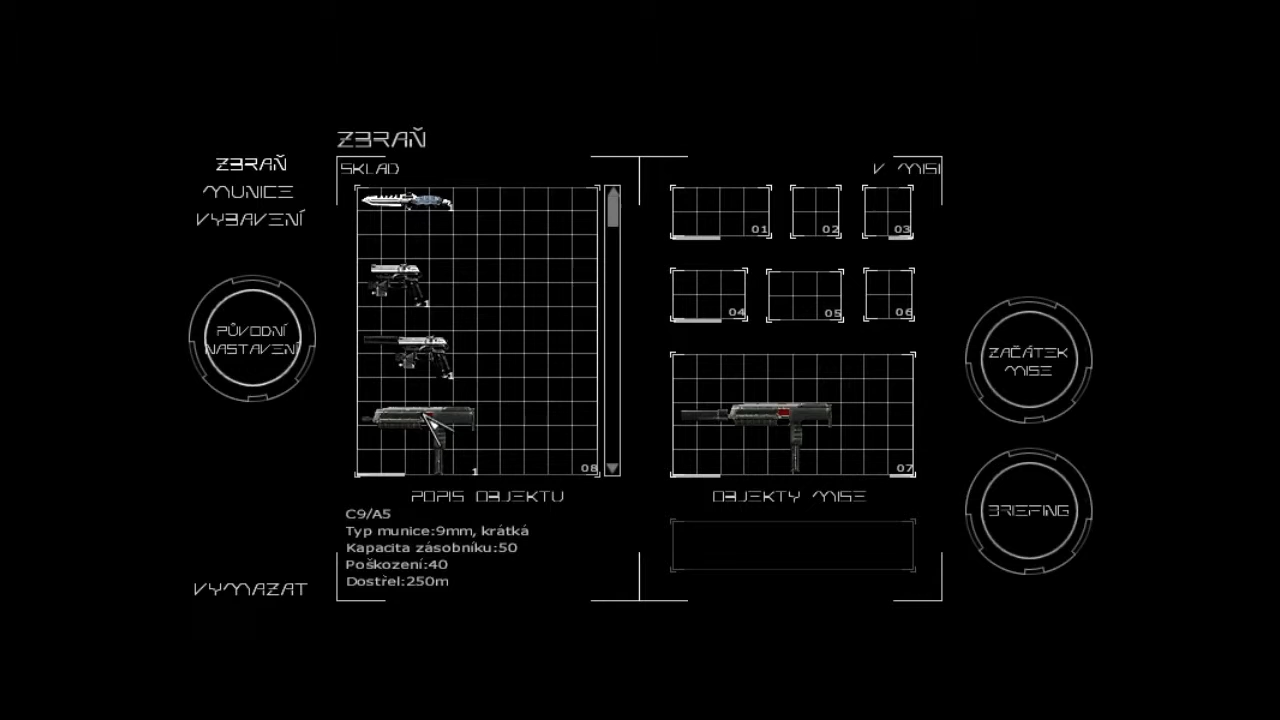 ZBRAŇ
MUNICE
VYBAVENÍ
PŮVODNÍ
NASTAVENÍ
VYMAZAT
ZBRAŇ
SKLAD
1
1
1
08
POPIS OBJEKTU
C9/A5
Typ munice:9mm, krátká
Kapacita zásobníku:50
Poškození:40
Dostřel:250m
V MISI
01
02
03
04
05
06
07
OBJEKTY MISE
ZAČÁTEK
MISE
BRIEFING